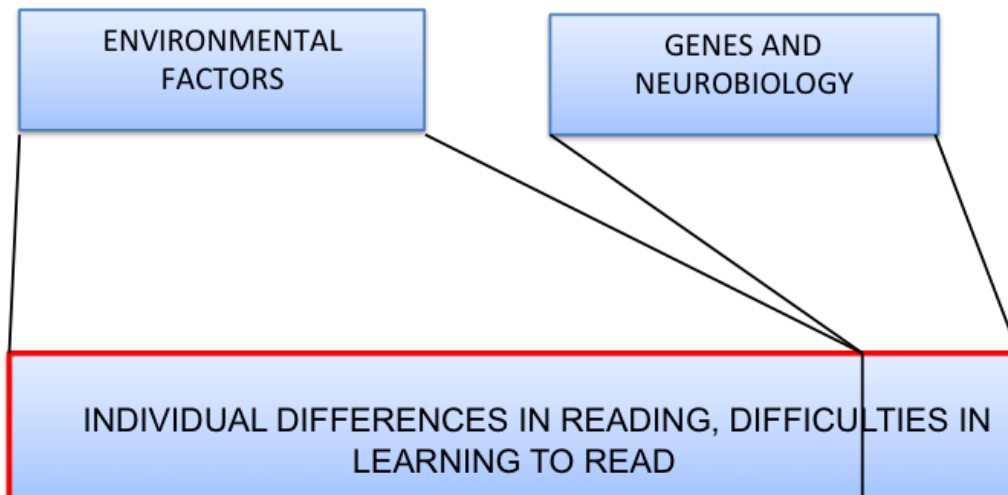 ENVIRONMENTAL
FACTORS
GENES AND
NEUROBIOLOGY
INDIVIDUAL DIFFERENCES IN READING, DIFFICULTIES IN
LEARNING TO READ